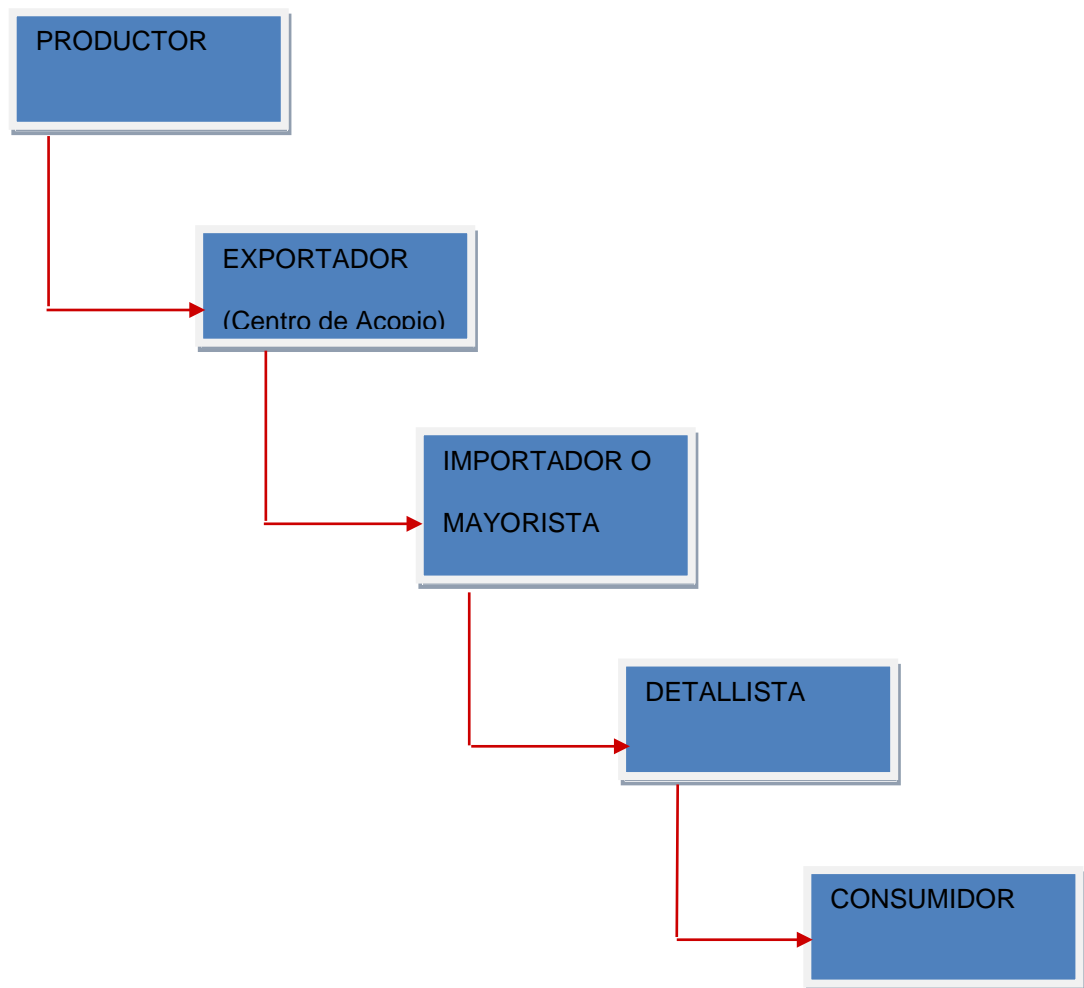 PRODUCTOR
EXPORTADOR
(Centro de Acopio)
IMPORTADOR O
MAYORISTA
DETALLISTA
CONSUMIDOR